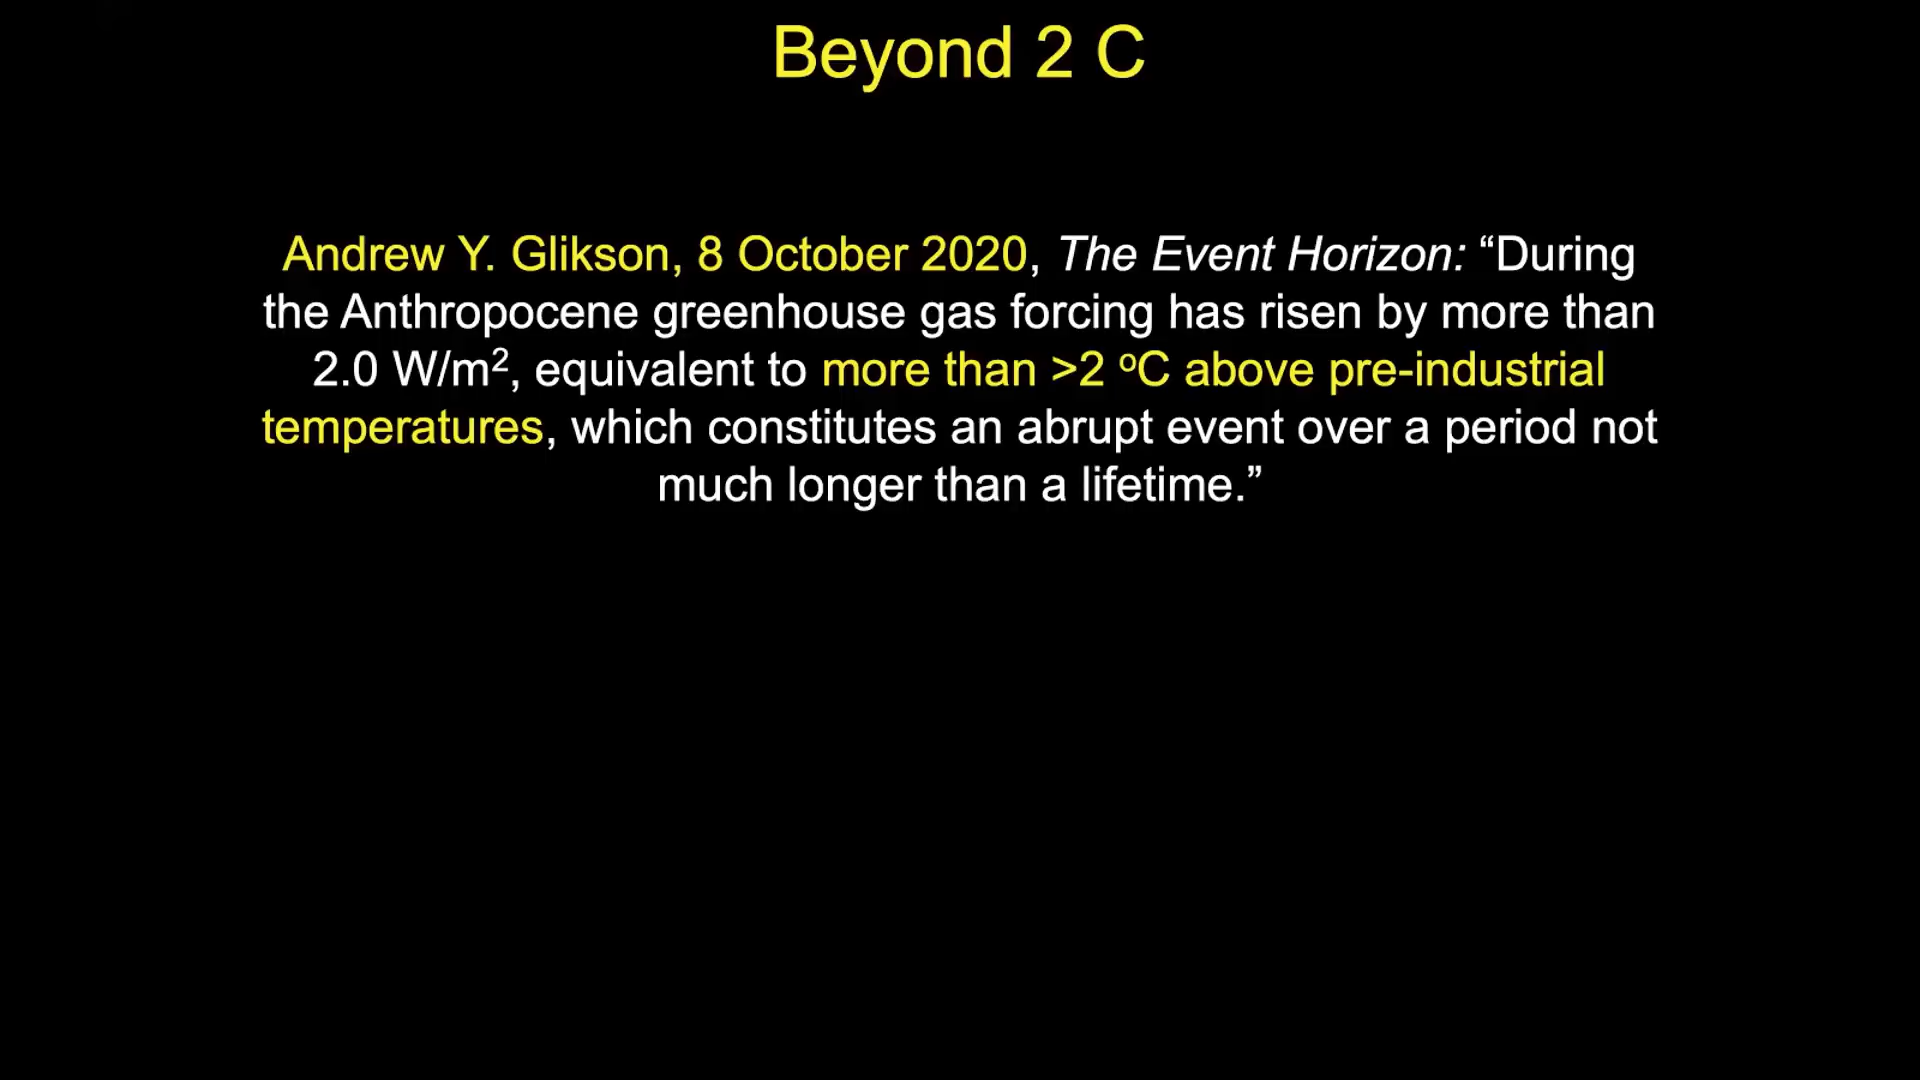 Beyond 2 C
Andrew Y. Glikson, 8 October 2020, The Event Horizon: “During
the Anthropocene greenhouse gas forcing has risen by more than
2.0 W/m², equivalent to more than >2 ºC above pre-industrial
temperatures, which constitutes an abrupt event over a period not
much longer than a lifetime.”